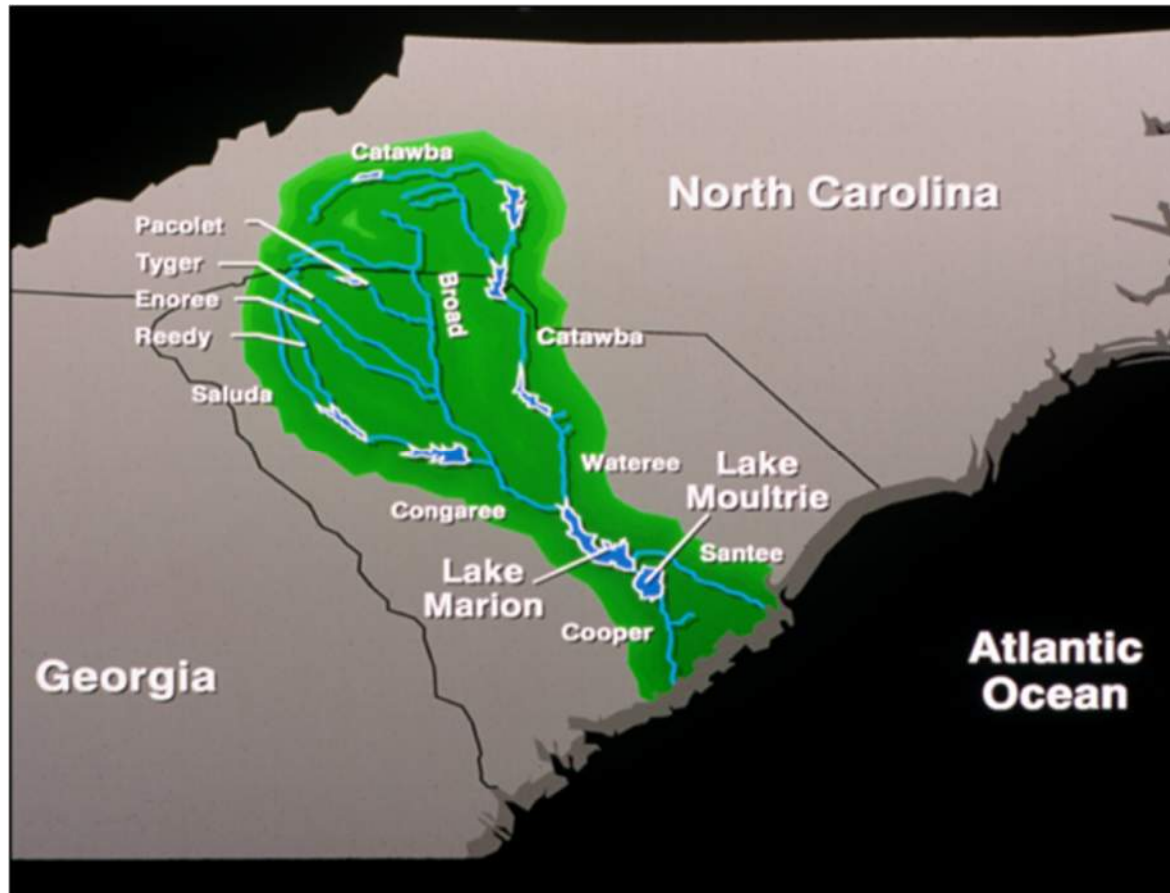 Catawba
North Carolina
Pacolet
Tyger
Enoree
Reedy
Broad
Catawba
Saluda
Wateree
Lake
Moultrie
Congaree
Santee
Lake
Marion
Cooper
Georgia
Atlantic
Ocean